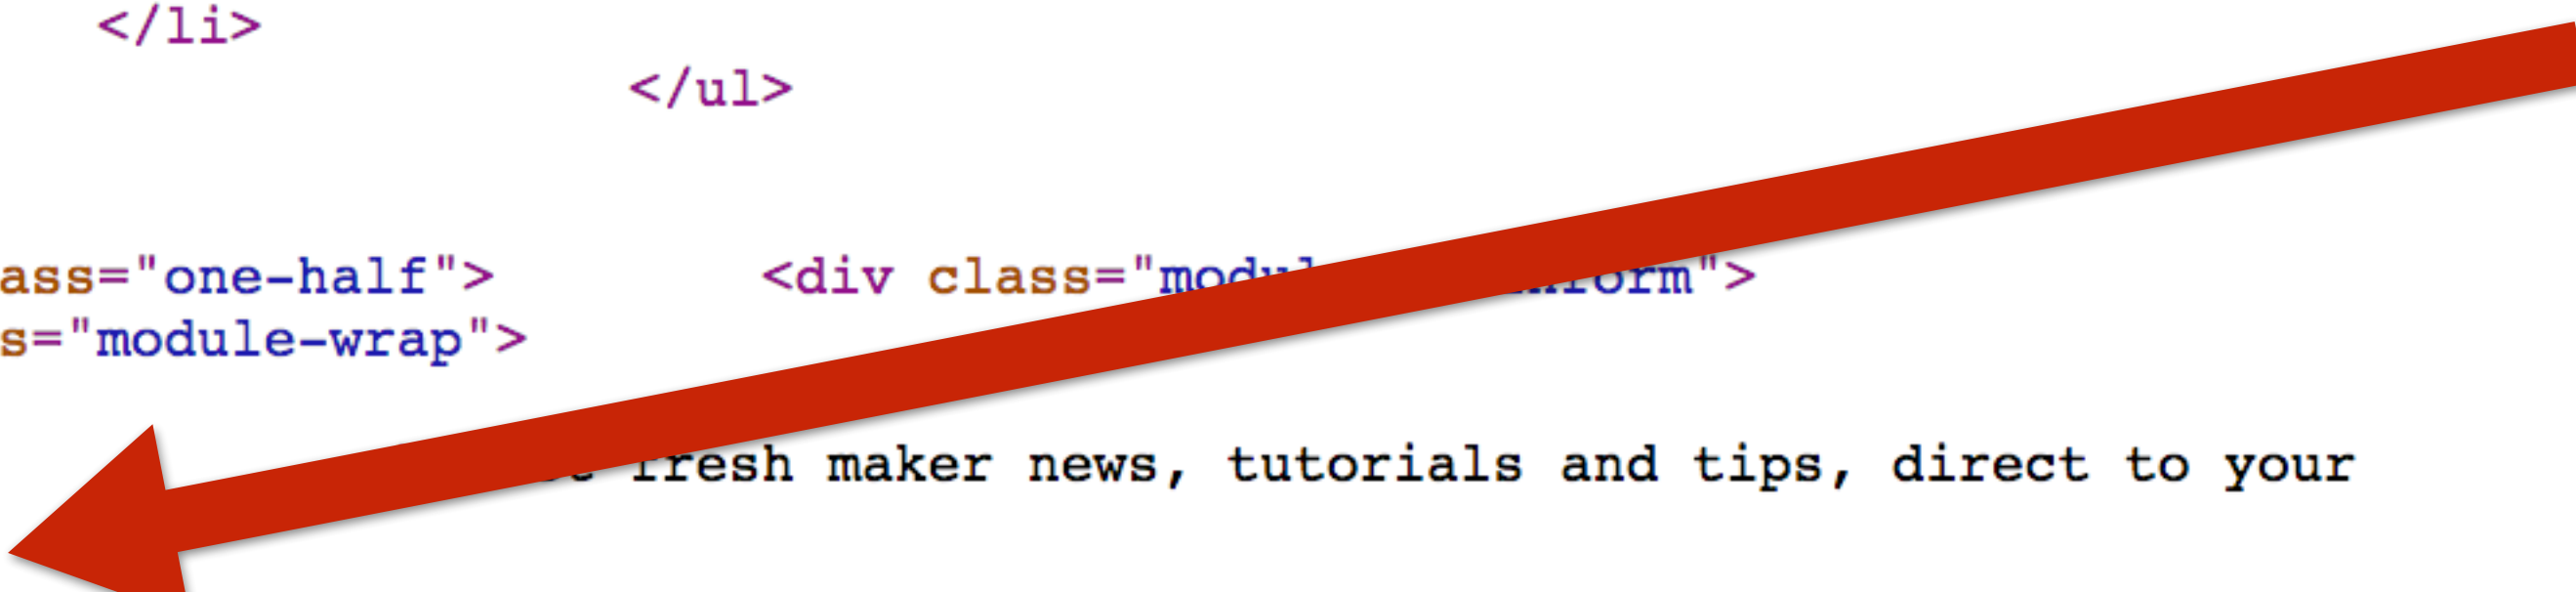 </li>
</ul>
ass="one-half"> <div class=
s="module-wrap">
fresh maker news, tutorials and tips, direct to your